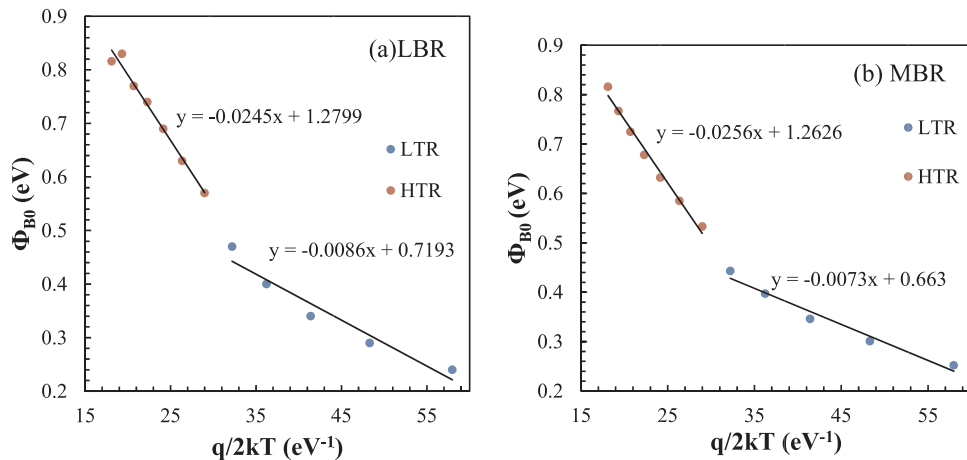 (a)LBR
0.9
0.8
0.7
0.6
0.5
0.4
0.3
0.2
Φ_B0 (eV)
y = -0.0245x + 1.2799
LTR
HTR
y = -0.0086x + 0.7193
15 25 35 45 55
q/2kT (eV⁻¹)
(b) MBR
0.9
0.8
0.7
0.6
0.5
0.4
0.3
0.2
Φ_B0 (eV)
y = -0.0256x + 1.2626
LTR
HTR
y = -0.0073x + 0.663
15 25 35 45 55
q/2kT (eV⁻¹)